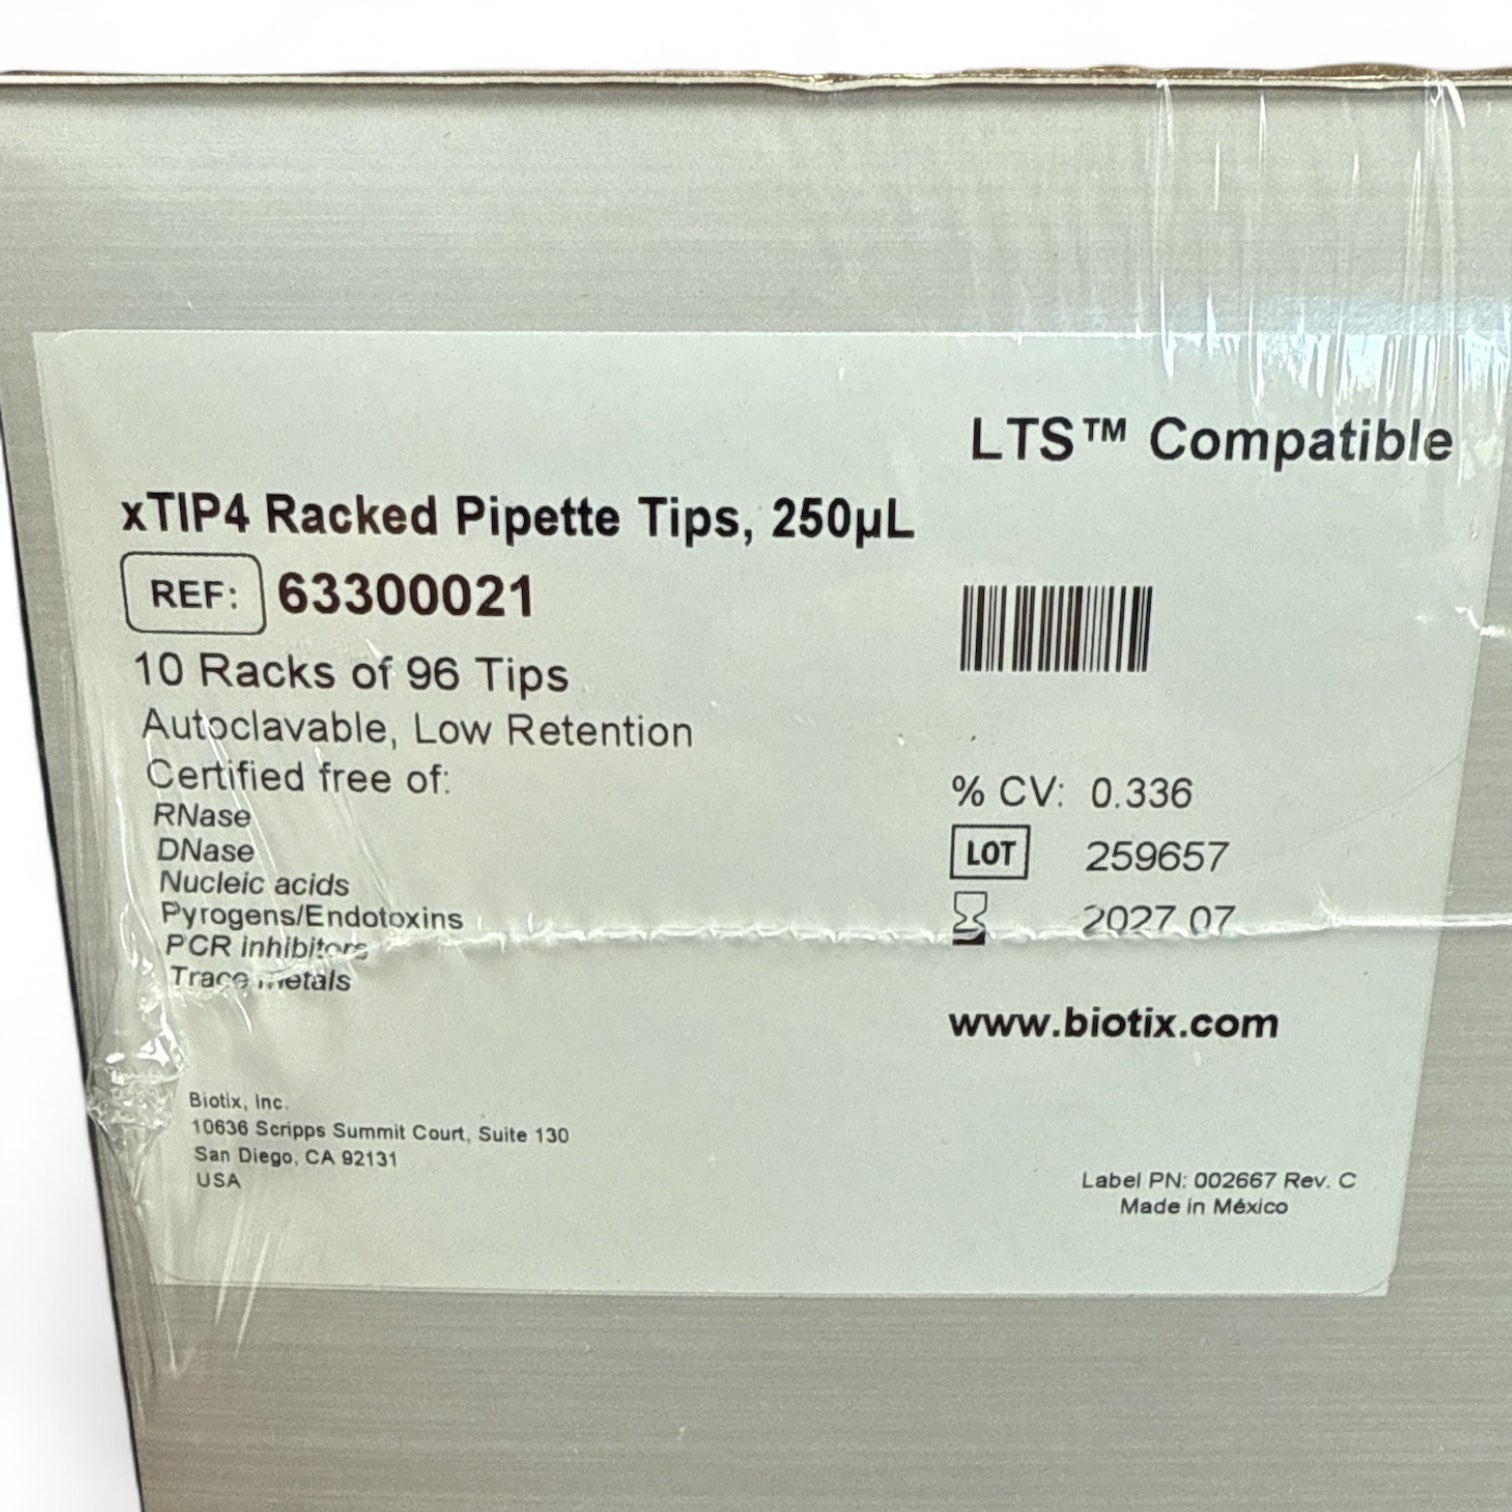 LTS™ Compatible
xTIP4 Racked Pipette Tips, 250µL
REF: 63300021
10 Racks of 96 Tips
Autoclavable, Low Retention
Certified free of:
RNase
DNase
Nucleic acids
Pyrogens/Endotoxins
PCR inhibitors
Trace metals
% CV: 0.336
LOT 259657
2027.07
www.biotix.com
Biotix, Inc.
10636 Scripps Summit Court, Suite 130
San Diego, CA 92131
USA
Label PN: 002667 Rev. C
Made in México